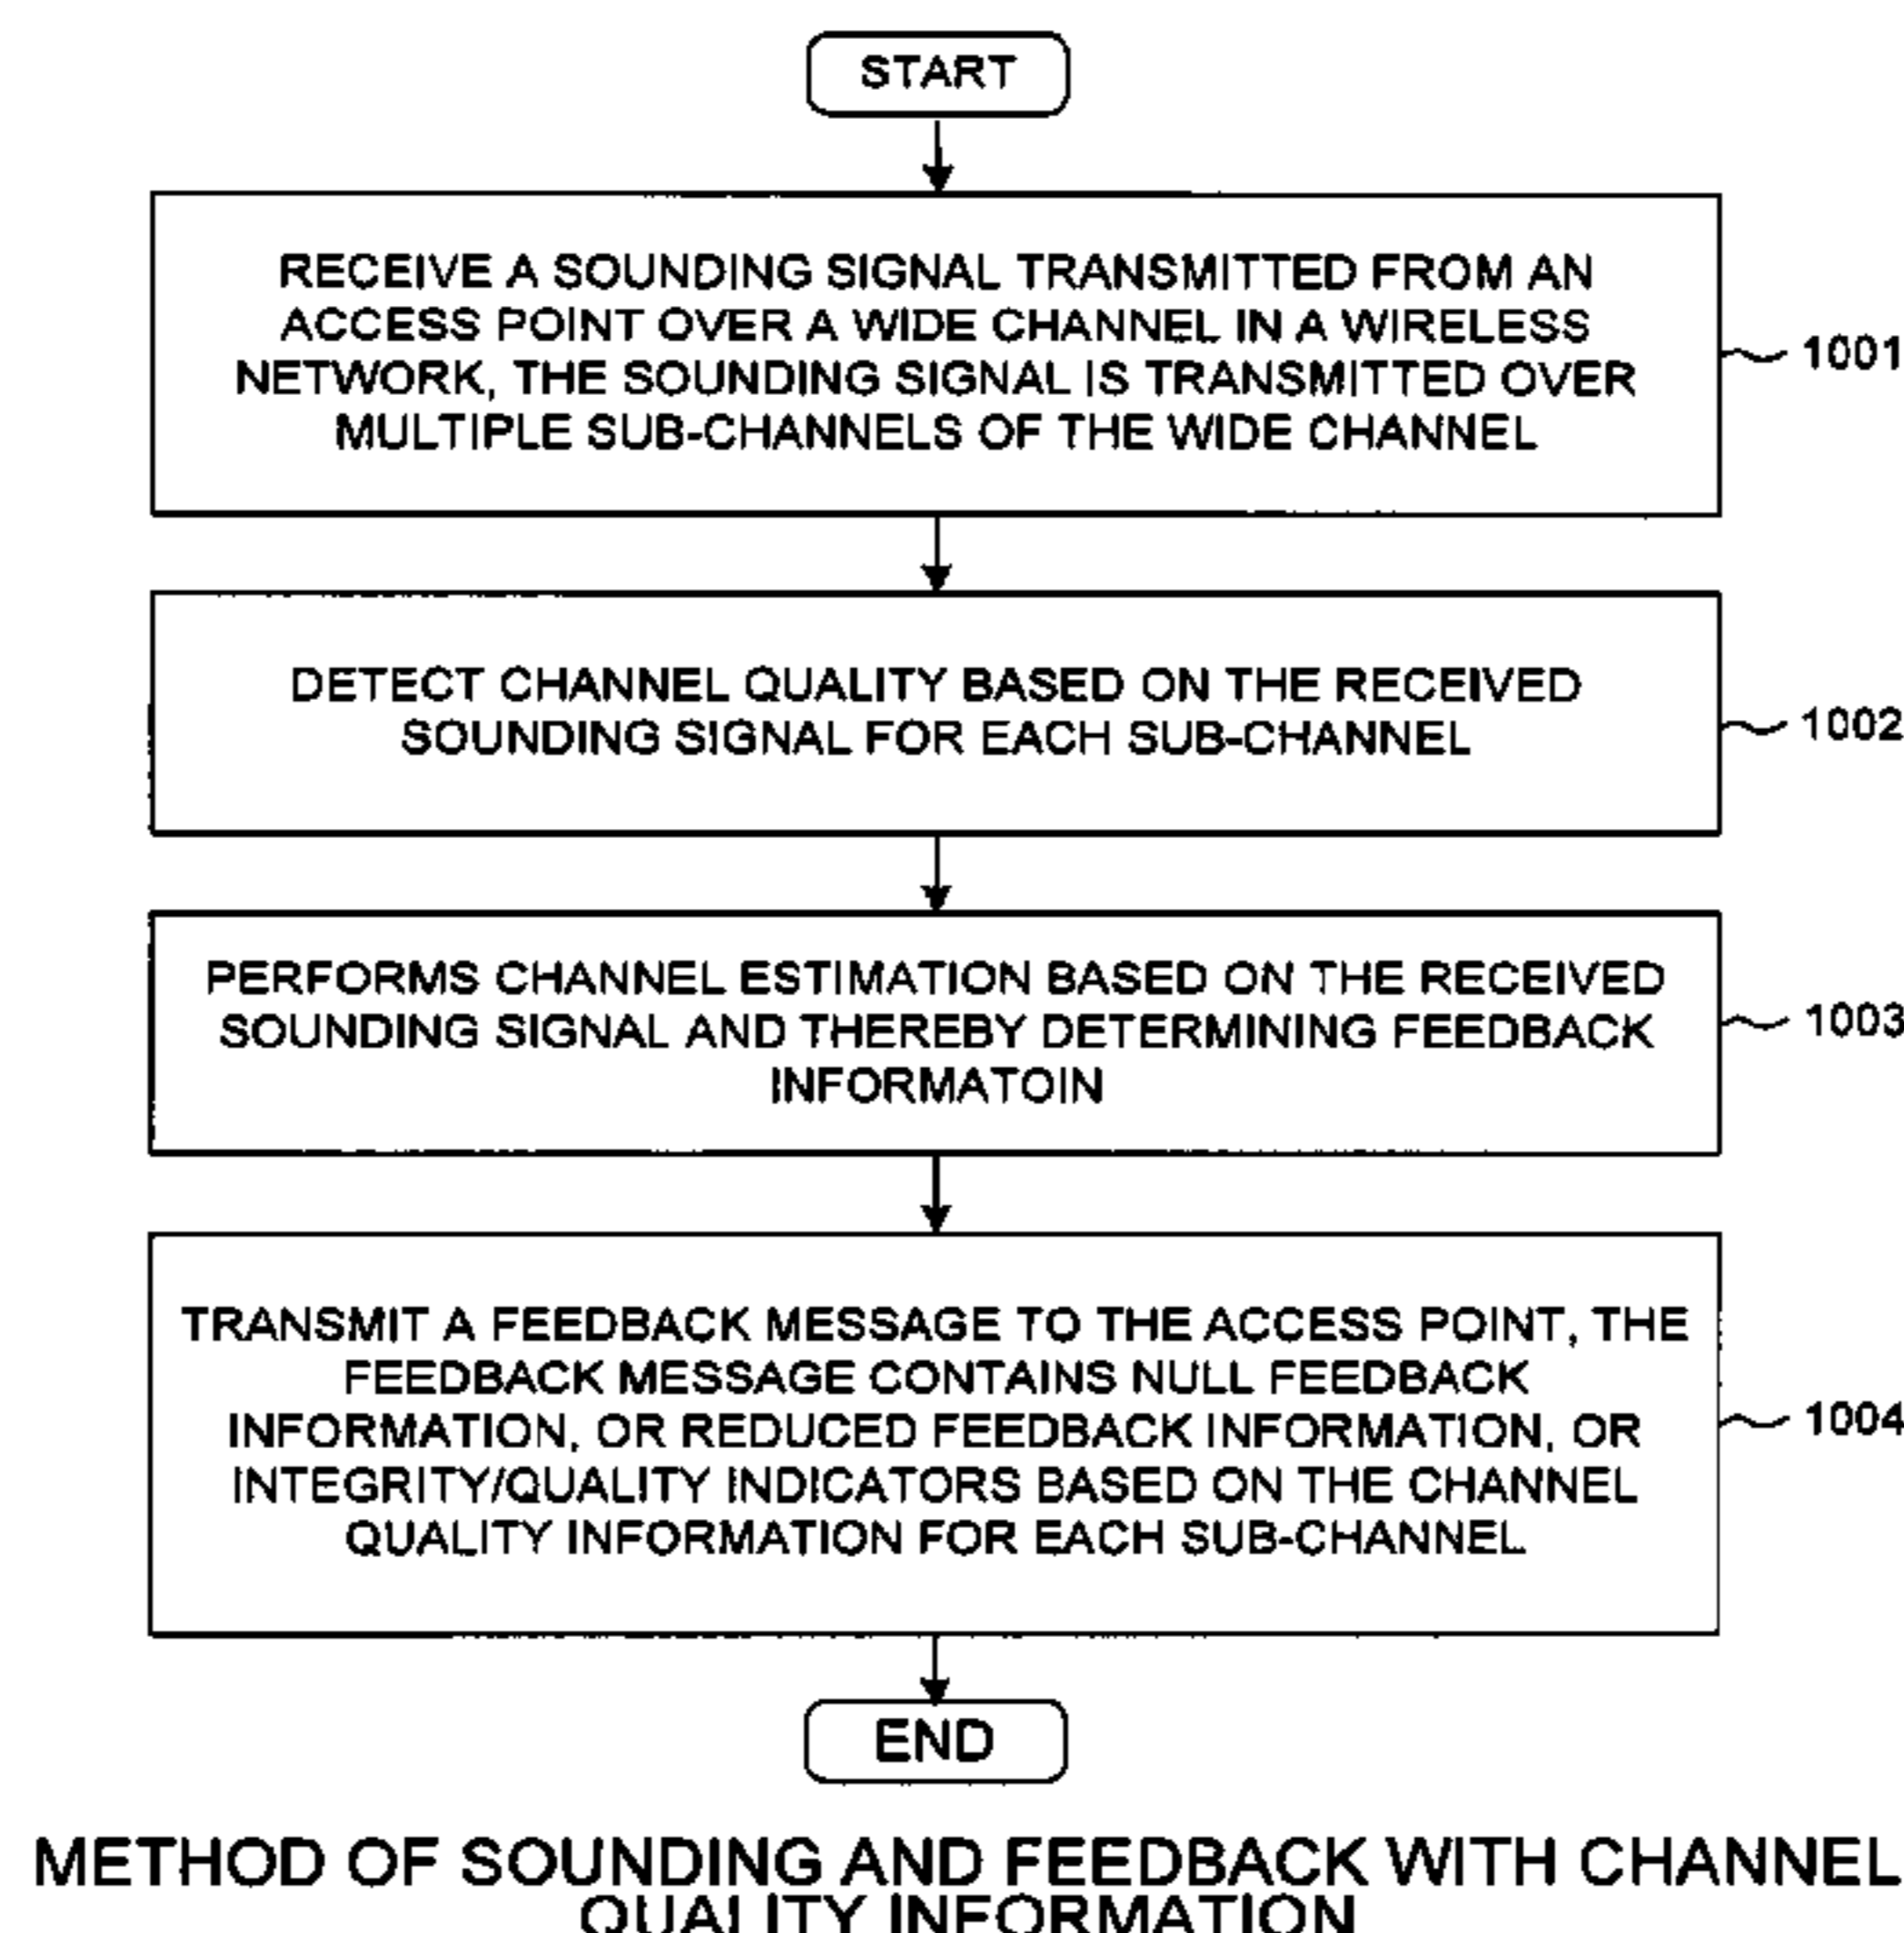 START
RECEIVE A SOUNDING SIGNAL TRANSMITTED FROM AN
ACCESS POINT OVER A WIDE CHANNEL IN A WIRELESS
NETWORK, THE SOUNDING SIGNAL IS TRANSMITTED OVER
MULTIPLE SUB-CHANNELS OF THE WIDE CHANNEL
1001
DETECT CHANNEL QUALITY BASED ON THE RECEIVED
SOUNDING SIGNAL FOR EACH SUB-CHANNEL
1002
PERFORMS CHANNEL ESTIMATION BASED ON THE RECEIVED
SOUNDING SIGNAL AND THEREBY DETERMINING FEEDBACK
INFORMATOIN
1003
TRANSMIT A FEEDBACK MESSAGE TO THE ACCESS POINT, THE
FEEDBACK MESSAGE CONTAINS NULL FEEDBACK
INFORMATION, OR REDUCED FEEDBACK INFORMATION, OR
INTEGRITY/QUALITY INDICATORS BASED ON THE CHANNEL
QUALITY INFORMATION FOR EACH SUB-CHANNEL
1004
END
METHOD OF SOUNDING AND FEEDBACK WITH CHANNEL
QUALITY INFORMATION